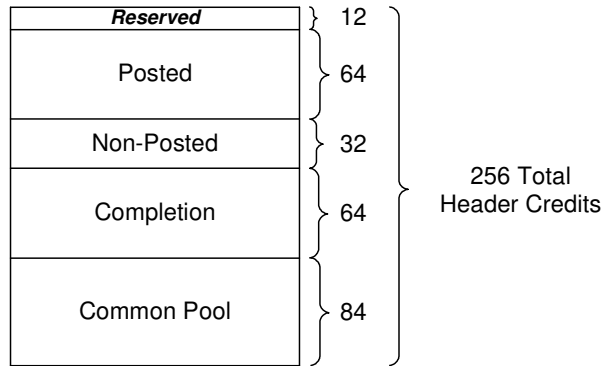 Reserved 12
Posted 64
Non-Posted 32
Completion 64
Common Pool 84
256 Total
Header Credits